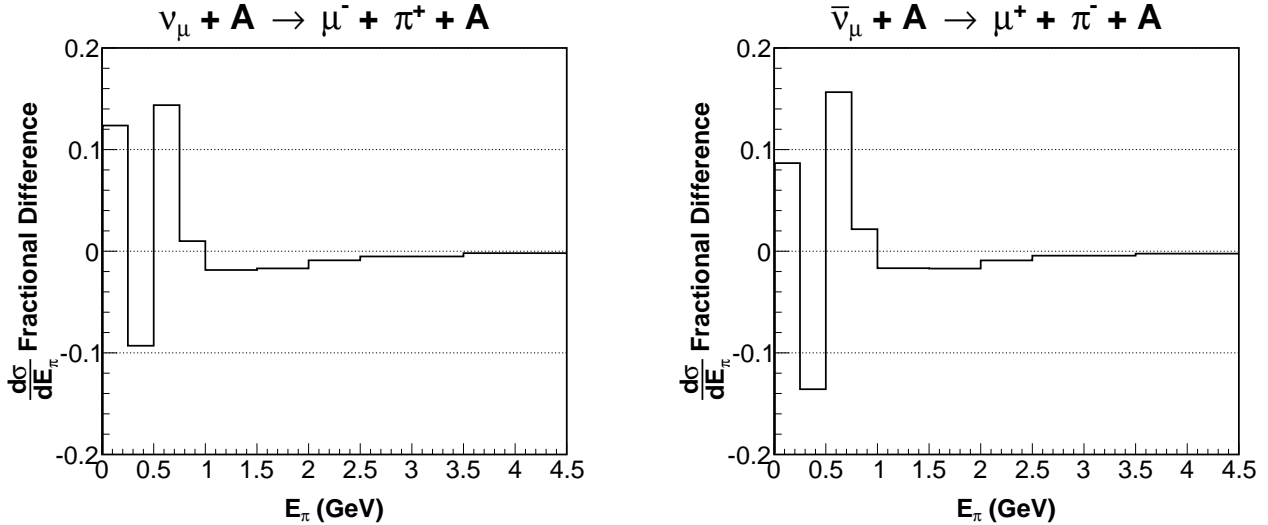 ν_μ + A → μ⁻ + π⁺ + A
0.2
0.1
0
-0.1
-0.2
dσ/dE_π Fractional Difference
0 0.5 1 1.5 2 2.5 3 3.5 4 4.5
E_π (GeV)
ν̅_μ + A → μ⁺ + π⁻ + A
0.2
0.1
0
-0.1
-0.2
dσ/dE_π Fractional Difference
0 0.5 1 1.5 2 2.5 3 3.5 4 4.5
E_π (GeV)